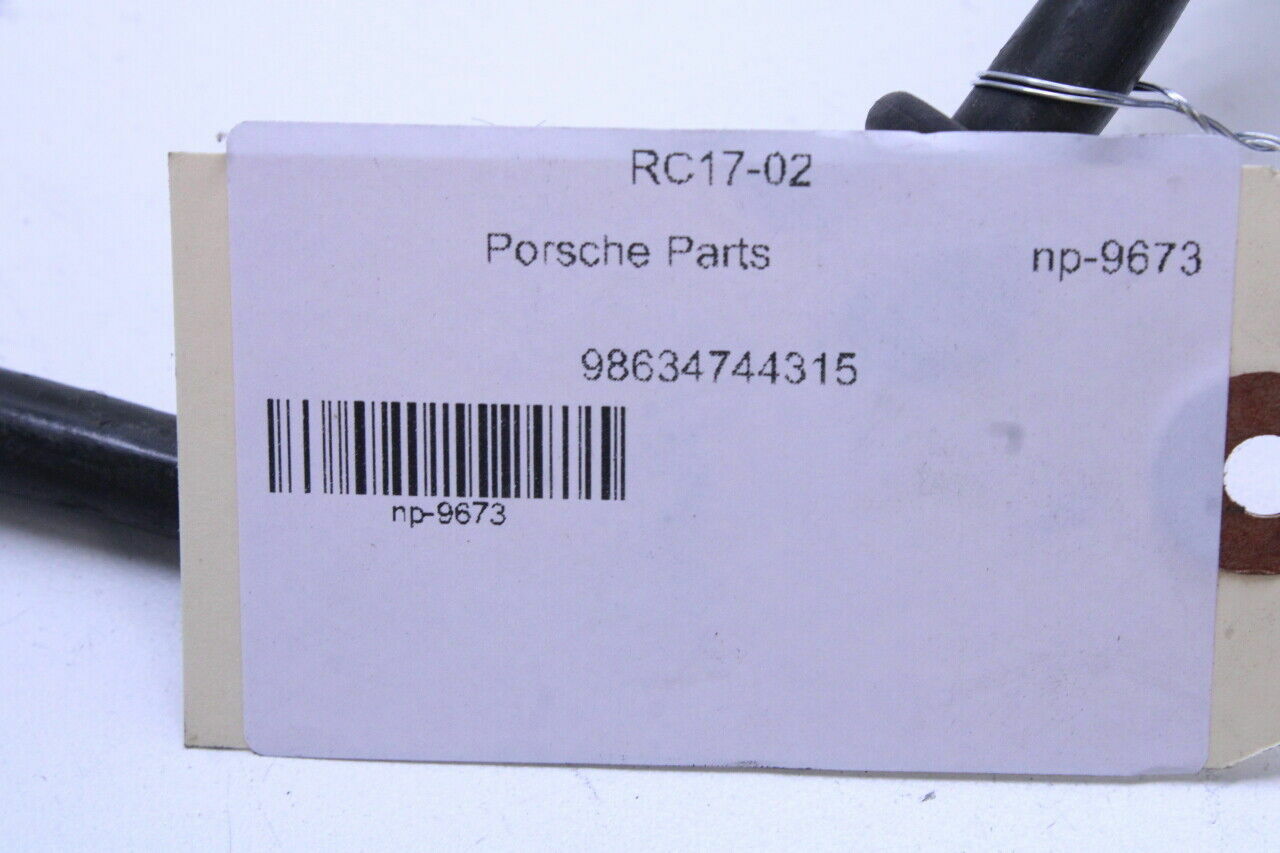 RC17-02
Porsche Parts np-9673
98634744315
np-9673